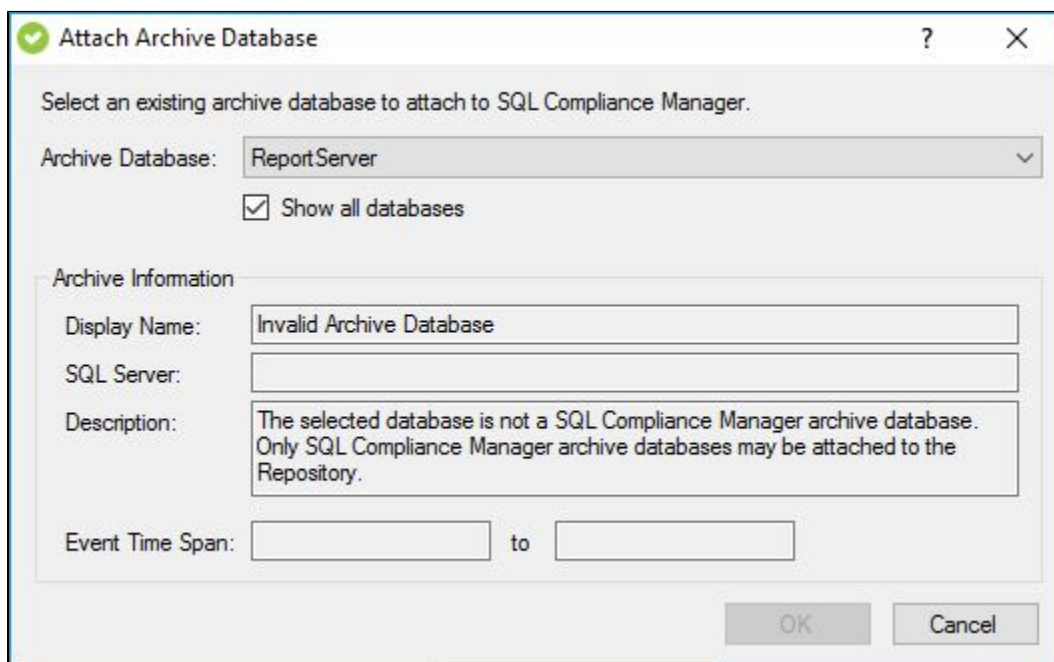 Attach Archive Database ?
Select an existing archive database to attach to SQL Compliance Manager.
Archive Database: ReportServer
Show all databases
Archive Information
Display Name: Invalid Archive Database
SQL Server:
Description: The selected database is not a SQL Compliance Manager archive database.
Only SQL Compliance Manager archive databases may be attached to the
Repository.
Event Time Span: to
OK Cancel